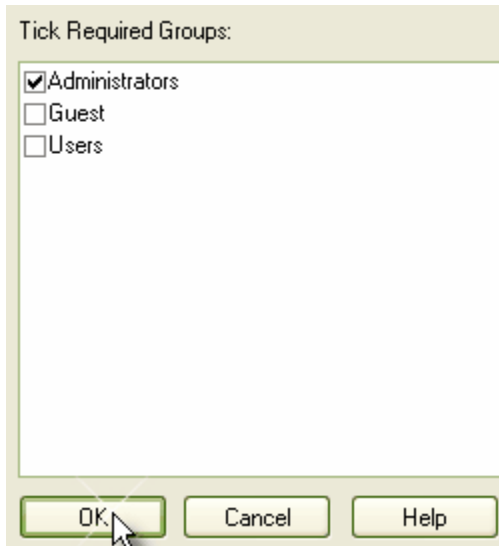 Tick Required Groups:
Administrators
Guest
Users
OK Cancel Help